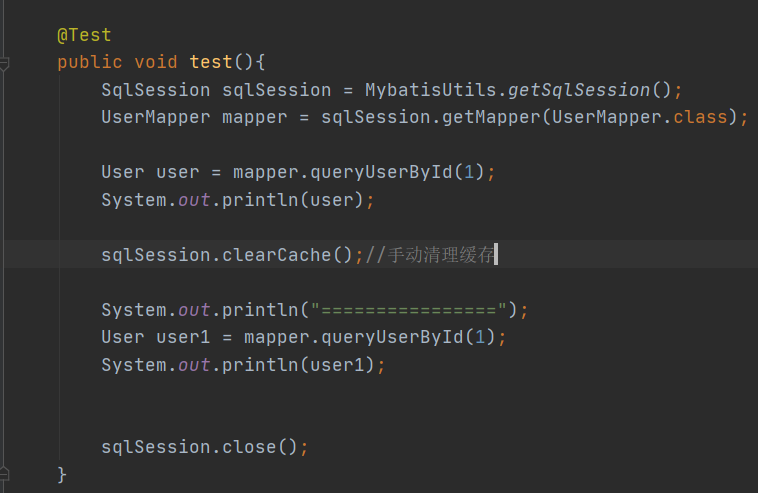 @Test
public void test(){
SqlSession sqlSession = MybatisUtils.getSqlSession();
UserMapper mapper = sqlSession.getMapper(UserMapper.class);
User user = mapper.queryUserById(1);
System.out.println(user);
sqlSession.clearCache();//手动清理缓存
System.out.println("================");
User user1 = mapper.queryUserById(1);
System.out.println(user1);
sqlSession.close();
}